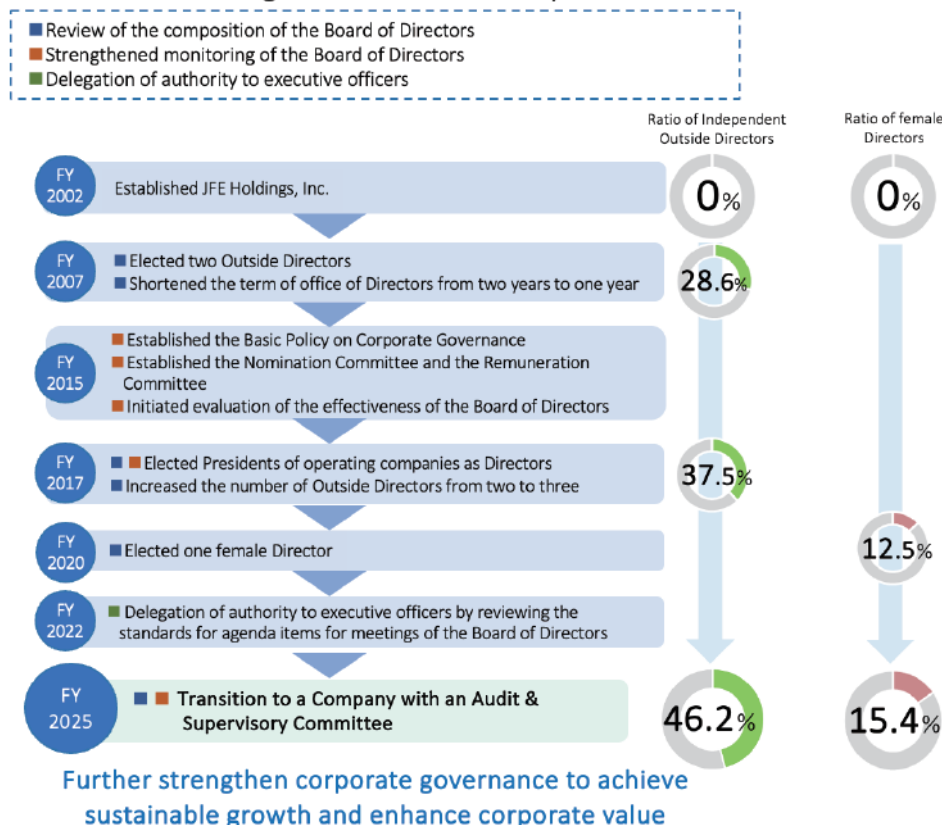 Review of the composition of the Board of Directors
Strengthened monitoring of the Board of Directors
Delegation of authority to executive officers
Ratio of Independent
Outside Directors
Ratio of female
Directors
FY
2002
Established JFE Holdings, Inc.
0%
0%
FY
2007
Elected two Outside Directors
Shortened the term of office of Directors from two years to one year
28.6%
FY
2015
Established the Basic Policy on Corporate Governance
Established the Nomination Committee and the Remuneration
Committee
Initiated evaluation of the effectiveness of the Board of Directors
FY
2017
Elected Presidents of operating companies as Directors
Increased the number of Outside Directors from two to three
37.5%
FY
2020
Elected one female Director
12.5%
FY
2022
Delegation of authority to executive officers by reviewing the
standards for agenda items for meetings of the Board of Directors
FY
2025
Transition to a Company with an Audit &
Supervisory Committee
46.2%
15.4%
Further strengthen corporate governance to achieve
sustainable growth and enhance corporate value